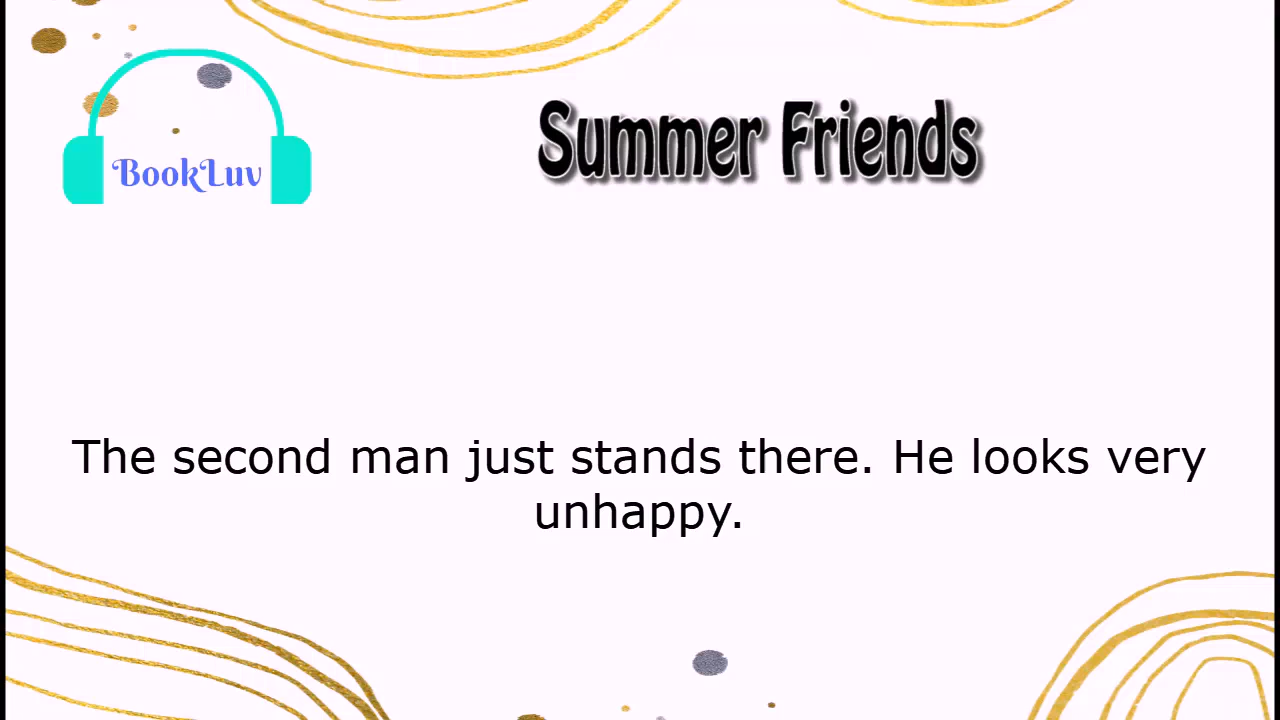 Summer Friends
BookLuv
The second man just stands there. He looks very
unhappy.